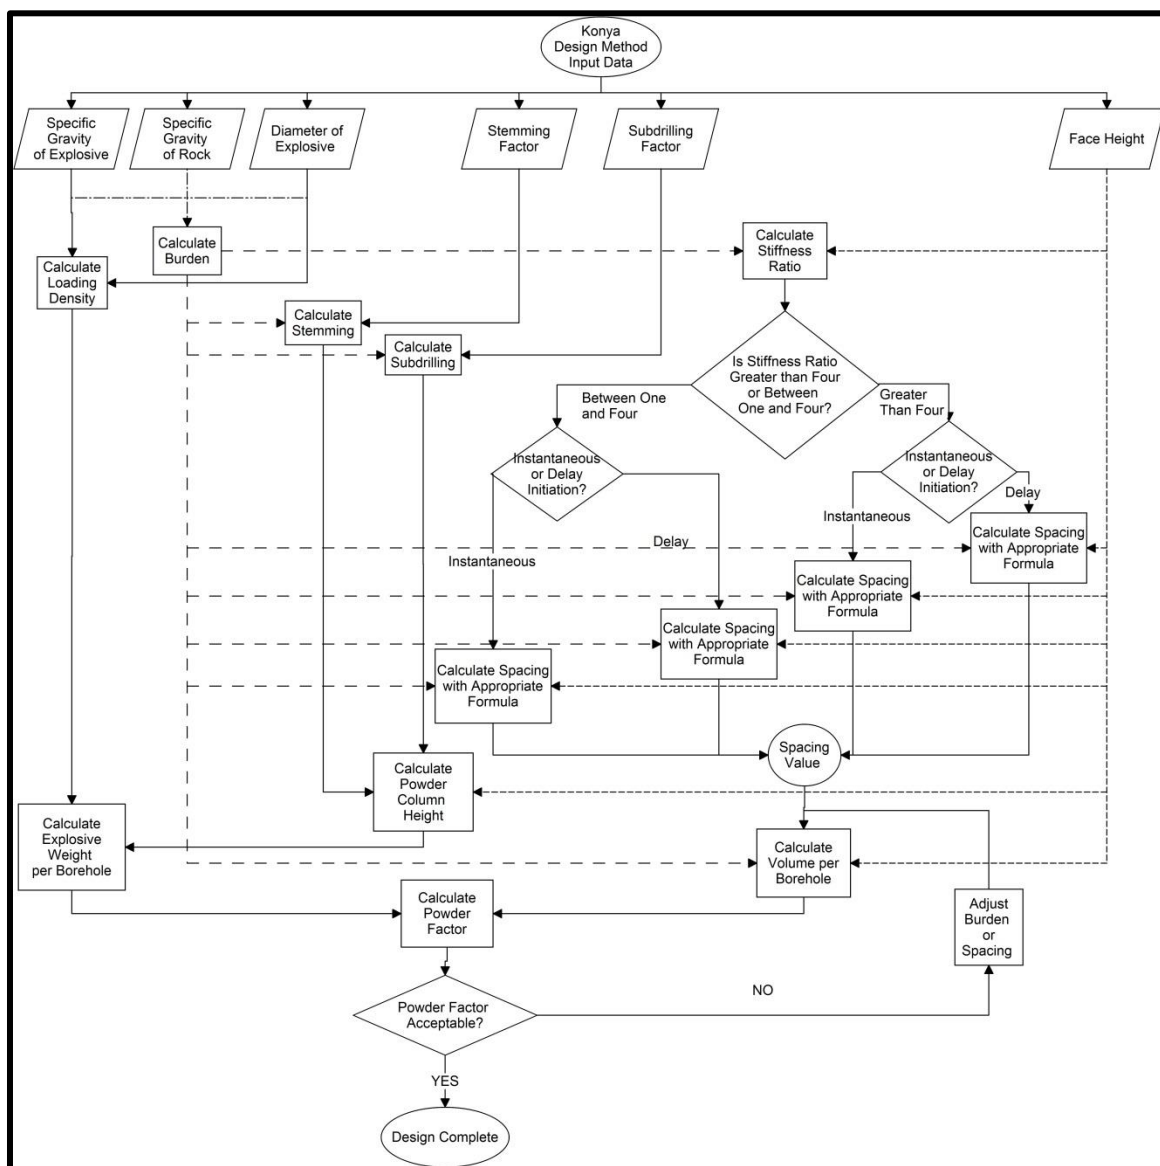 Konya
Design Method
Input Data
Specific
Gravity
of Explosive
Specific
Gravity
of Rock
Diameter of
Explosive
Stemming
Factor
Subdrilling
Factor
Face Height
Calculate
Burden
Calculate
Stiffness
Ratio
Calculate
Loading
Density
Calculate
Stemming
Calculate
Subdrilling
Is Stiffness Ratio
Greater than Four
or Between
One and Four?
Between One
and Four
Greater
Than Four
Instantaneous
or Delay
Initiation?
Instantaneous
or Delay
Initiation?
Delay
Instantaneous
Calculate Spacing
with Appropriate
Formula
Delay
Instantaneous
Calculate Spacing
with Appropriate
Formula
Calculate Spacing
with Appropriate
Formula
Calculate Spacing
with Appropriate
Formula
Spacing
Value
Calculate
Powder
Column
Height
Calculate
Explosive
Weight
per Borehole
Calculate
Volume per
Borehole
Calculate
Powder
Factor
Adjust
Burden
or
Spacing
NO
Powder Factor
Acceptable?
YES
Design Complete